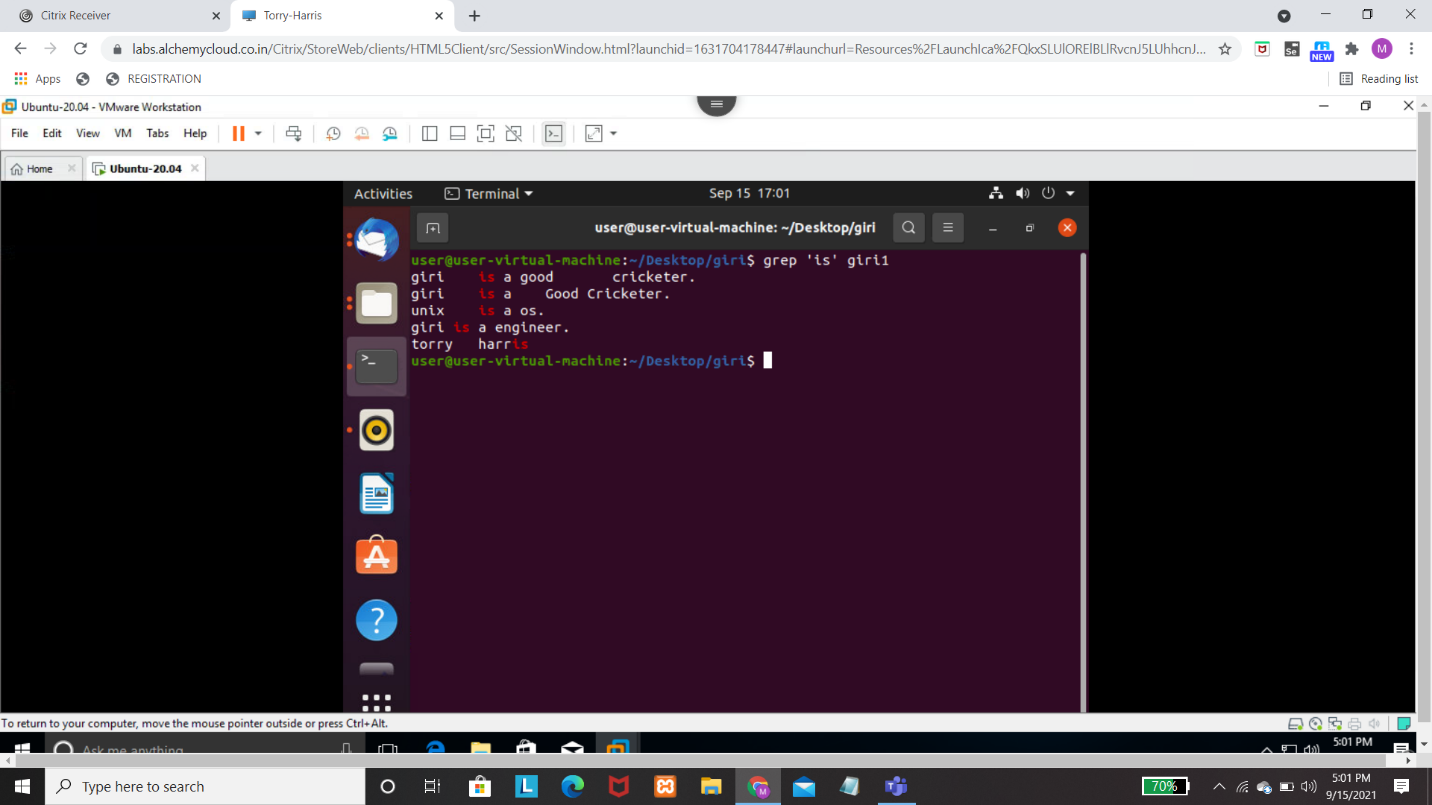 Citrix Receiver
Torry-Harris
labs.alchemycloud.co.in/Citrix/StoreWeb/clients/HTML5Client/src/SessionWindow.html?launchid=1631704178447#launchurl=Resources%2FLaunchIca%2FQkxSLUlORElBLlRvcnJ5LUhhcnJ...
Se
NEW
M
Apps
REGISTRATION
Reading list
Ubuntu-20.04 - VMware Workstation
File Edit View VM Tabs Help
Home
Ubuntu-20.04
Activities
Terminal
Sep 15 17:01
user@user-virtual-machine: ~/Desktop/giri
user@user-virtual-machine:~/Desktop/giri$ grep 'is' giri1
giri    is a good       cricketer.
giri    is a    Good Cricketer.
unix    is a os.
giri is a engineer.
torry   harris
user@user-virtual-machine:~/Desktop/giri$
To return to your computer, move the mouse pointer outside or press Ctrl+Alt.
Ask me anything
5:01 PM
Type here to search
L
M
70%
5:01 PM
9/15/2021